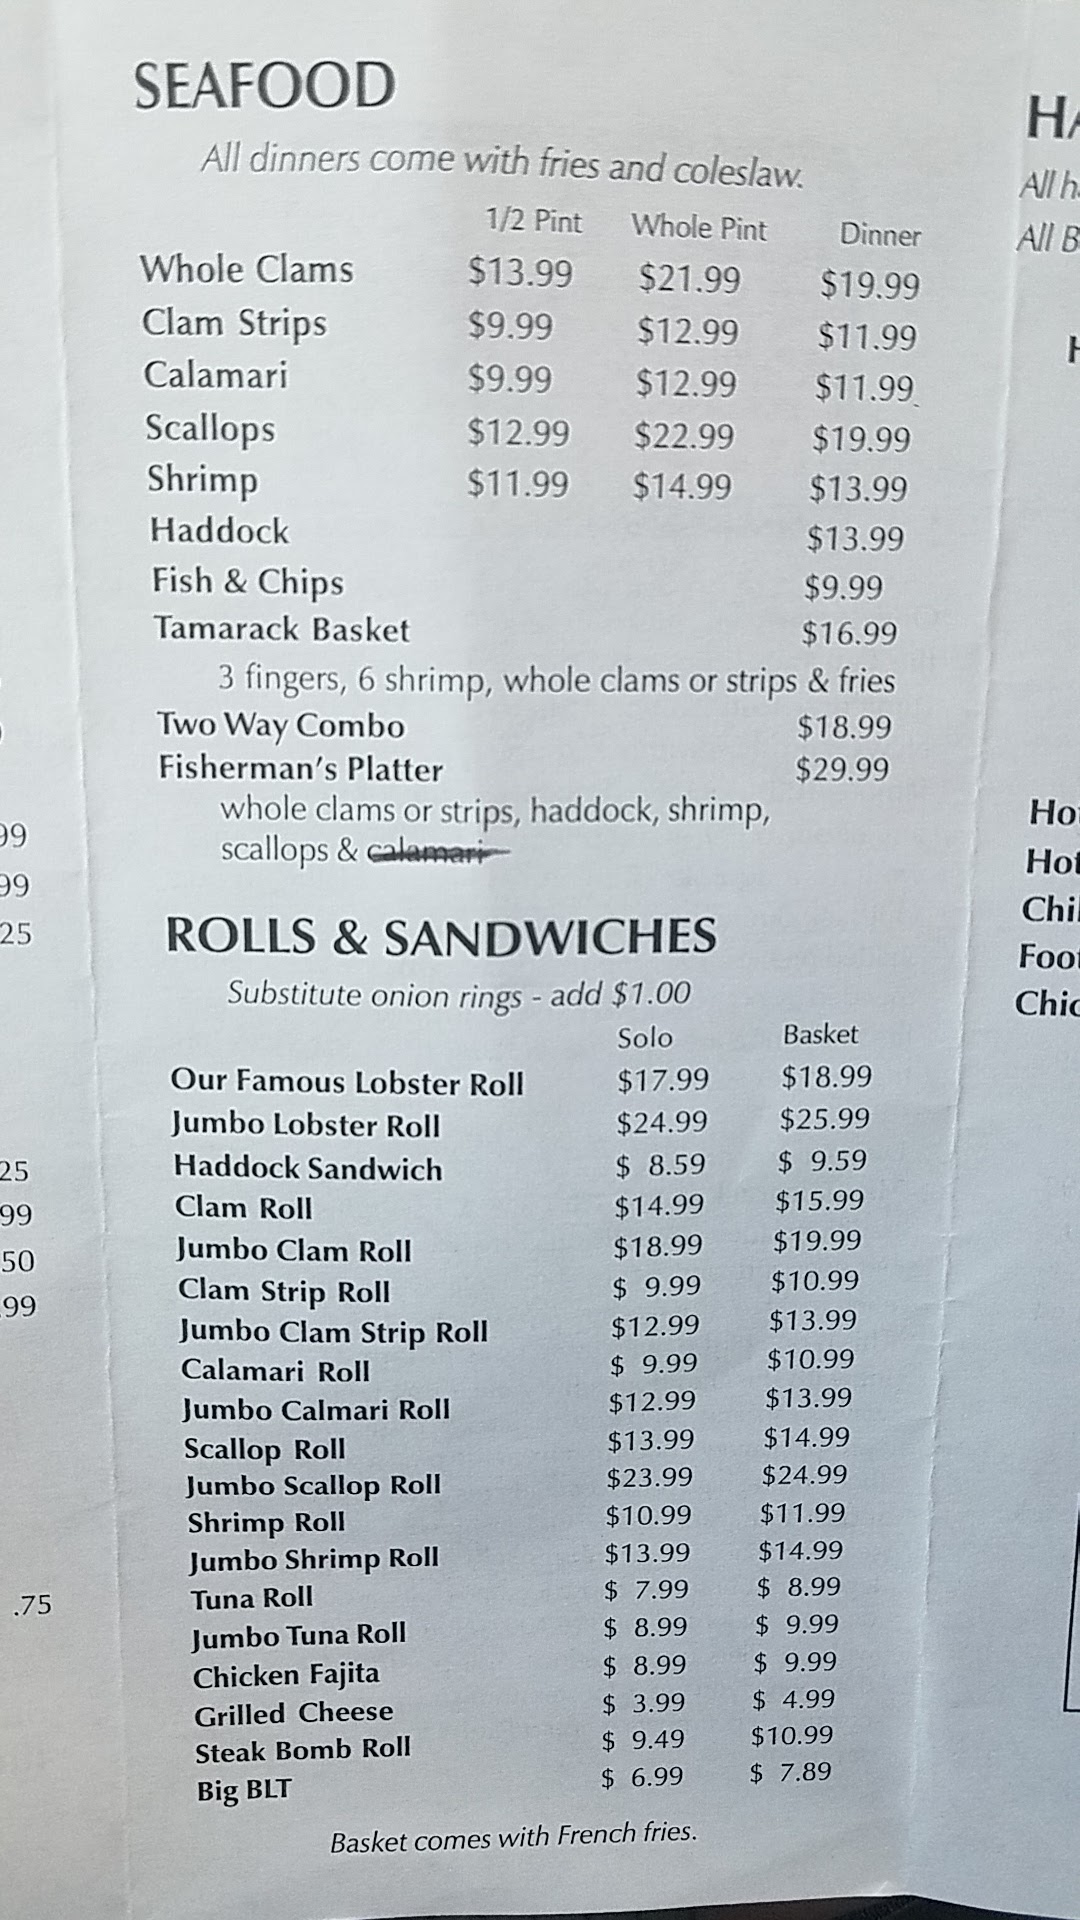 SEAFOOD
All dinners come with fries and coleslaw.
1/2 Pint Whole Pint Dinner
Whole Clams $13.99 $21.99 $19.99
Clam Strips $9.99 $12.99 $11.99
Calamari $9.99 $12.99 $11.99
Scallops $12.99 $22.99 $19.99
Shrimp $11.99 $14.99 $13.99
Haddock $13.99
Fish & Chips $9.99
Tamarack Basket $16.99
3 fingers, 6 shrimp, whole clams or strips & fries
Two Way Combo $18.99
Fisherman's Platter $29.99
whole clams or strips, haddock, shrimp,
scallops & calamari
ROLLS & SANDWICHES
Substitute onion rings - add $1.00
Solo Basket
Our Famous Lobster Roll $17.99 $18.99
Jumbo Lobster Roll $24.99 $25.99
Haddock Sandwich $ 8.59 $ 9.59
Clam Roll $14.99 $15.99
Jumbo Clam Roll $18.99 $19.99
Clam Strip Roll $ 9.99 $10.99
Jumbo Clam Strip Roll $12.99 $13.99
Calamari Roll $ 9.99 $10.99
Jumbo Calmari Roll $12.99 $13.99
Scallop Roll $13.99 $14.99
Jumbo Scallop Roll $23.99 $24.99
Shrimp Roll $10.99 $11.99
Jumbo Shrimp Roll $13.99 $14.99
Tuna Roll $ 7.99 $ 8.99
Jumbo Tuna Roll $ 8.99 $ 9.99
Chicken Fajita $ 8.99 $ 9.99
Grilled Cheese $ 3.99 $ 4.99
Steak Bomb Roll $ 9.49 $10.99
Big BLT $ 6.99 $ 7.89
Basket comes with French fries.
99
99
25
25
99
50
.99
.75
All
All B